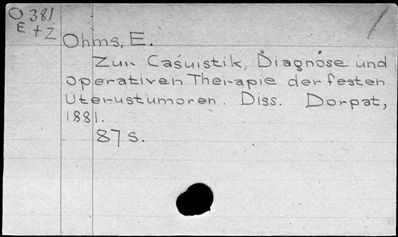 O 381
E+Z
Ohms, E.
Zur Casuistik, Diagnose und
operativen Therapie der festen
Uterustumoren. Diss. Dorpat,
1881.
87 s.